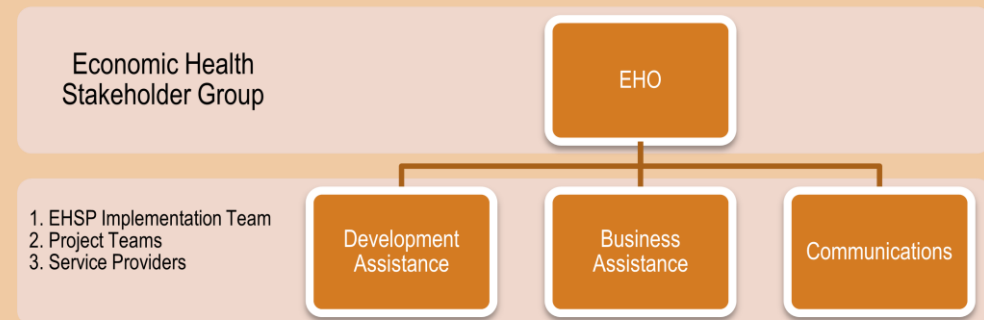 Economic Health
Stakeholder Group
EHO
1. EHSP Implementation Team
2. Project Teams
3. Service Providers
Development
Assistance
Business
Assistance
Communications